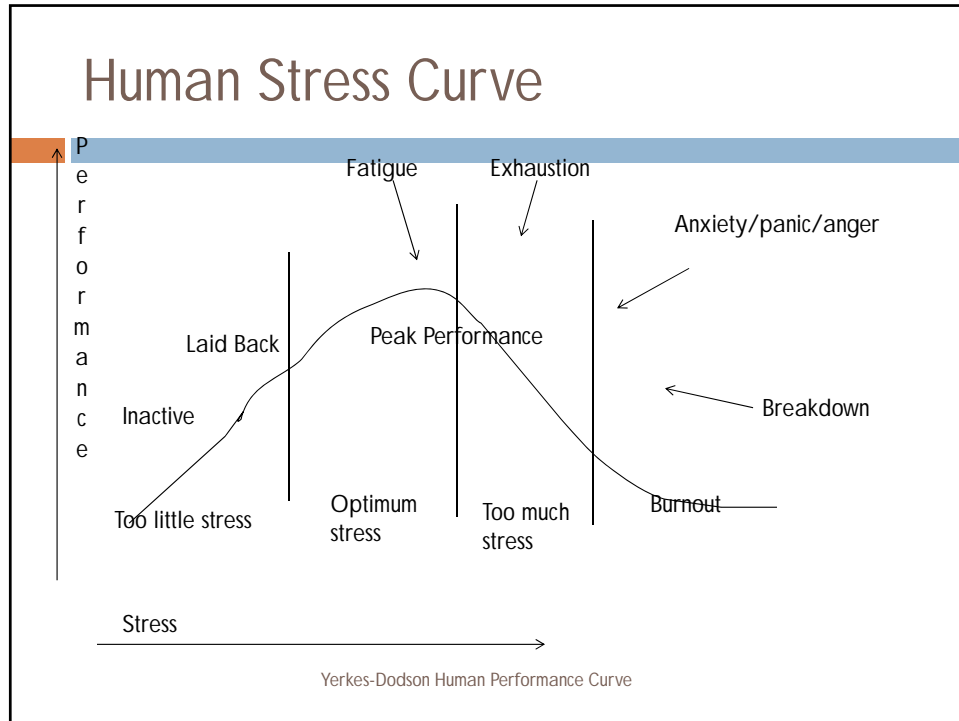 Human Stress Curve
Performance
Fatigue
Exhaustion
Anxiety/panic/anger
Laid Back
Peak Performance
Inactive
Breakdown
Too little stress
Optimum
stress
Too much
stress
Burnout
Stress
Yerkes-Dodson Human Performance Curve